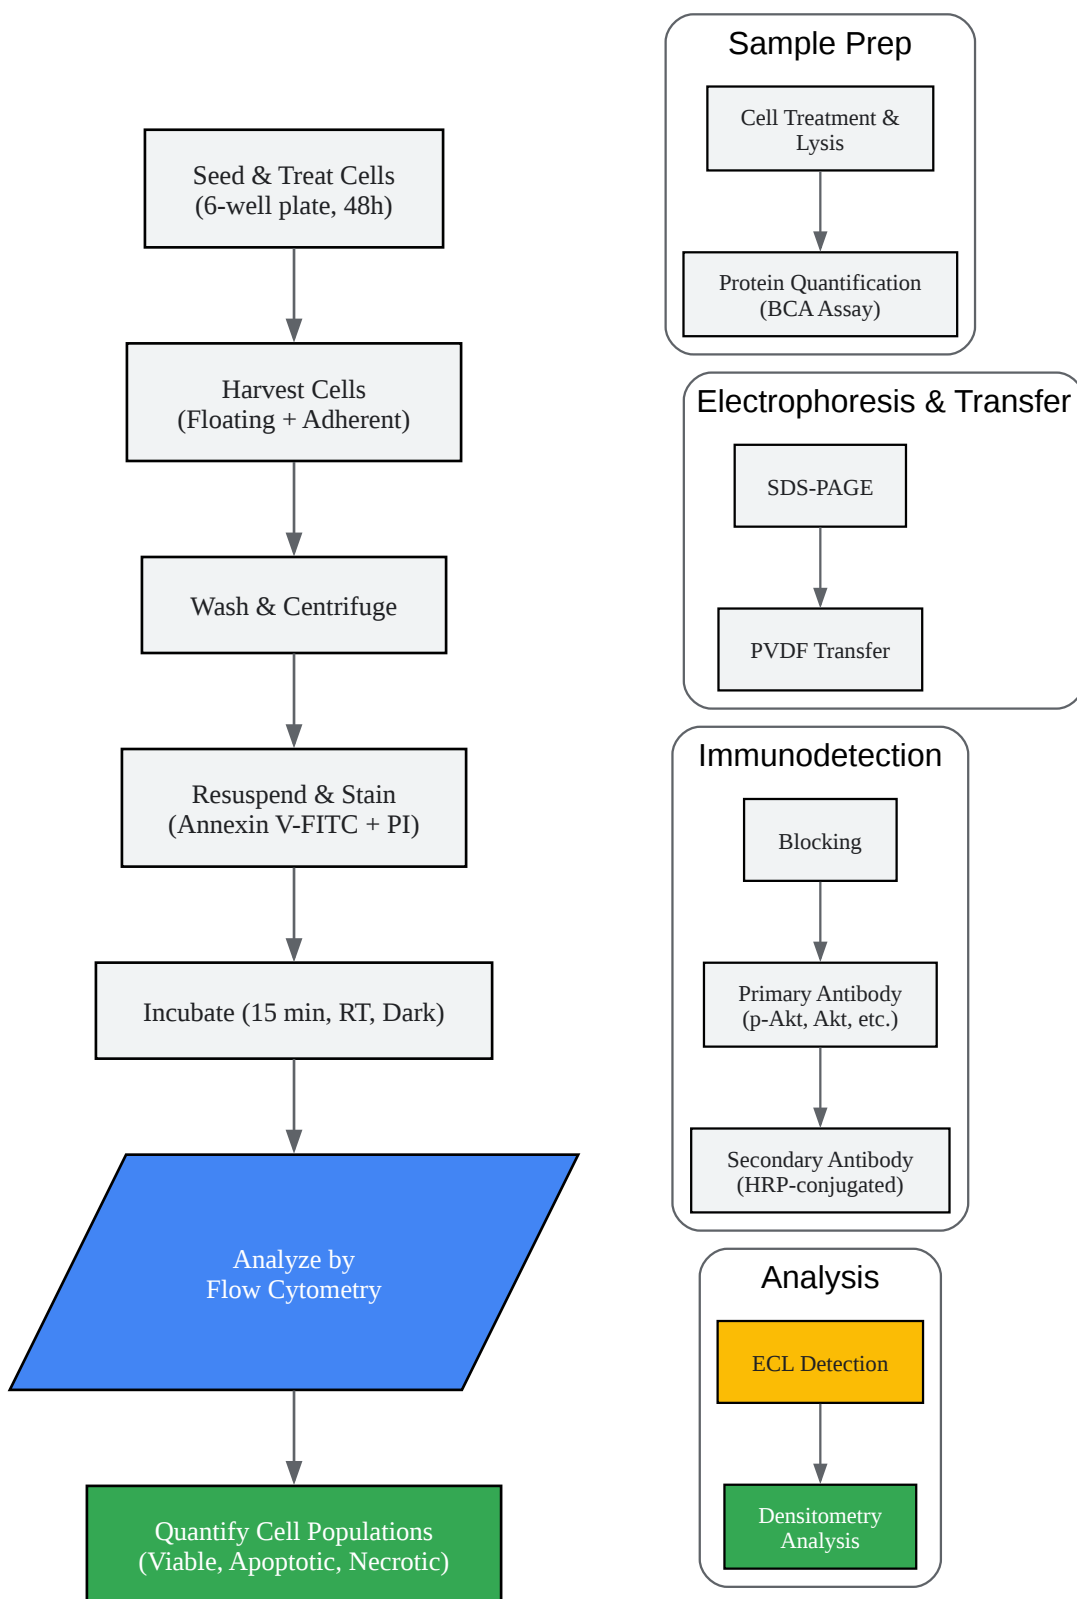 Seed & Treat Cells
(6-well plate, 48h)
Harvest Cells
(Floating + Adherent)
Wash & Centrifuge
Resuspend & Stain
(Annexin V-FITC + PI)
Incubate (15 min, RT, Dark)
Analyze by
Flow Cytometry
Quantify Cell Populations
(Viable, Apoptotic, Necrotic)
Sample Prep
Cell Treatment &
Lysis
Protein Quantification
(BCA Assay)
Electrophoresis & Transfer
SDS-PAGE
PVDF Transfer
Immunodetection
Blocking
Primary Antibody
(p-Akt, Akt, etc.)
Secondary Antibody
(HRP-conjugated)
Analysis
ECL Detection
Densitometry
Analysis